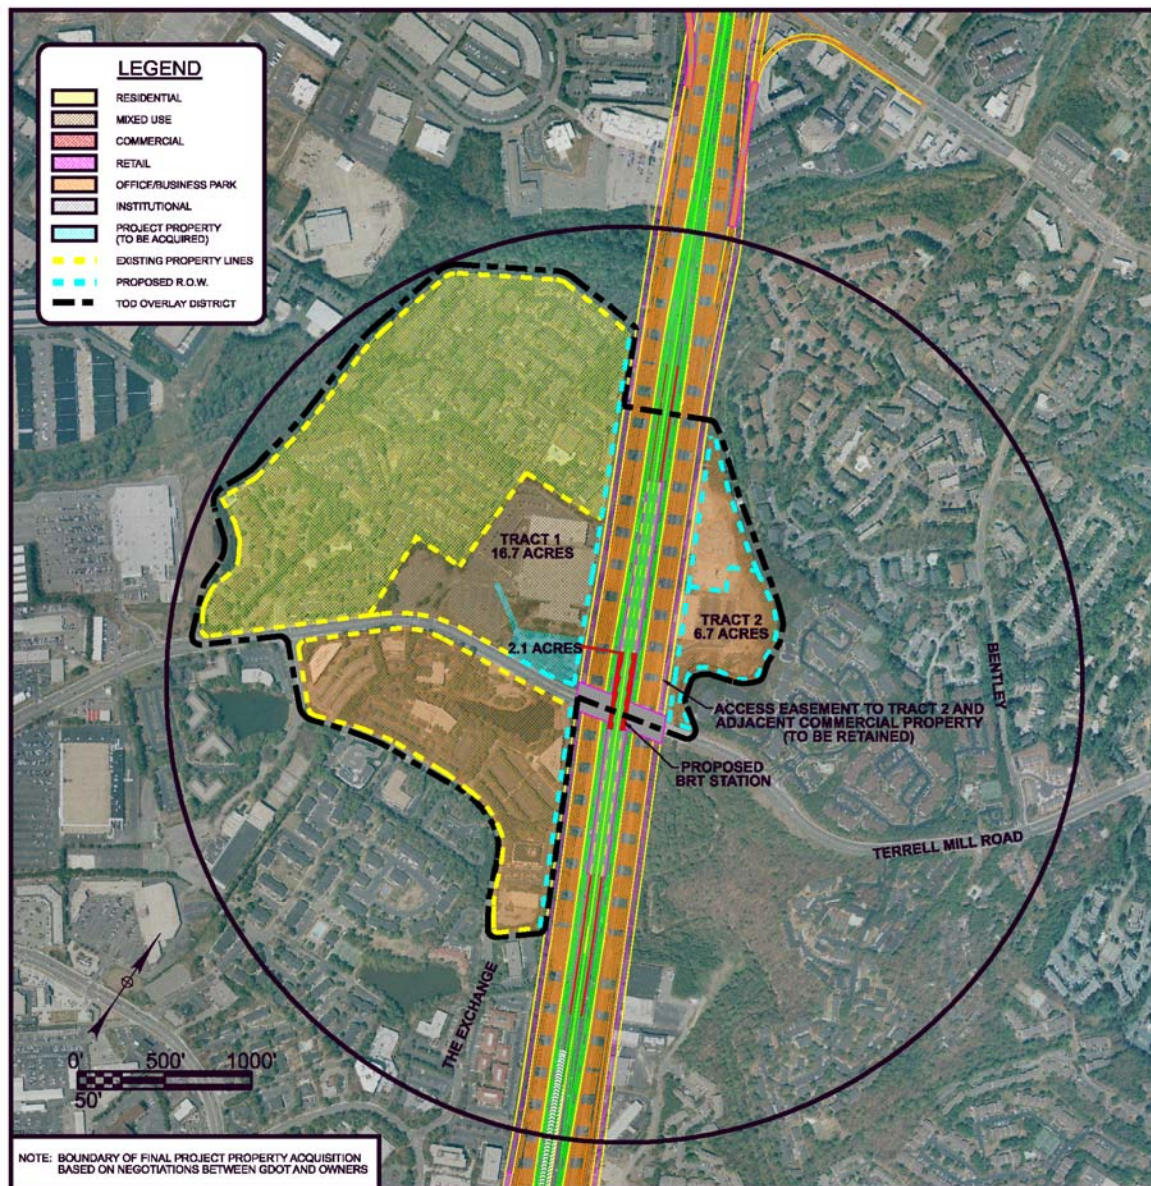 LEGEND
RESIDENTIAL
MIXED USE
COMMERCIAL
RETAIL
OFFICE/BUSINESS PARK
INSTITUTIONAL
PROJECT PROPERTY
(TO BE ACQUIRED)
EXISTING PROPERTY LINES
PROPOSED R.O.W.
TOD OVERLAY DISTRICT
TRACT 1
16.7 ACRES
TRACT 2
6.7 ACRES
2.1 ACRES
BENTLEY
ACCESS EASEMENT TO TRACT 2 AND
ADJACENT COMMERCIAL PROPERTY
(TO BE RETAINED)
PROPOSED
BRT STATION
TERRELL MILL ROAD
THE EXCHANGE
0' 500' 1000'
50'
NOTE: BOUNDARY OF FINAL PROJECT PROPERTY ACQUISITION
BASED ON NEGOTIATIONS BETWEEN GDOT AND OWNERS